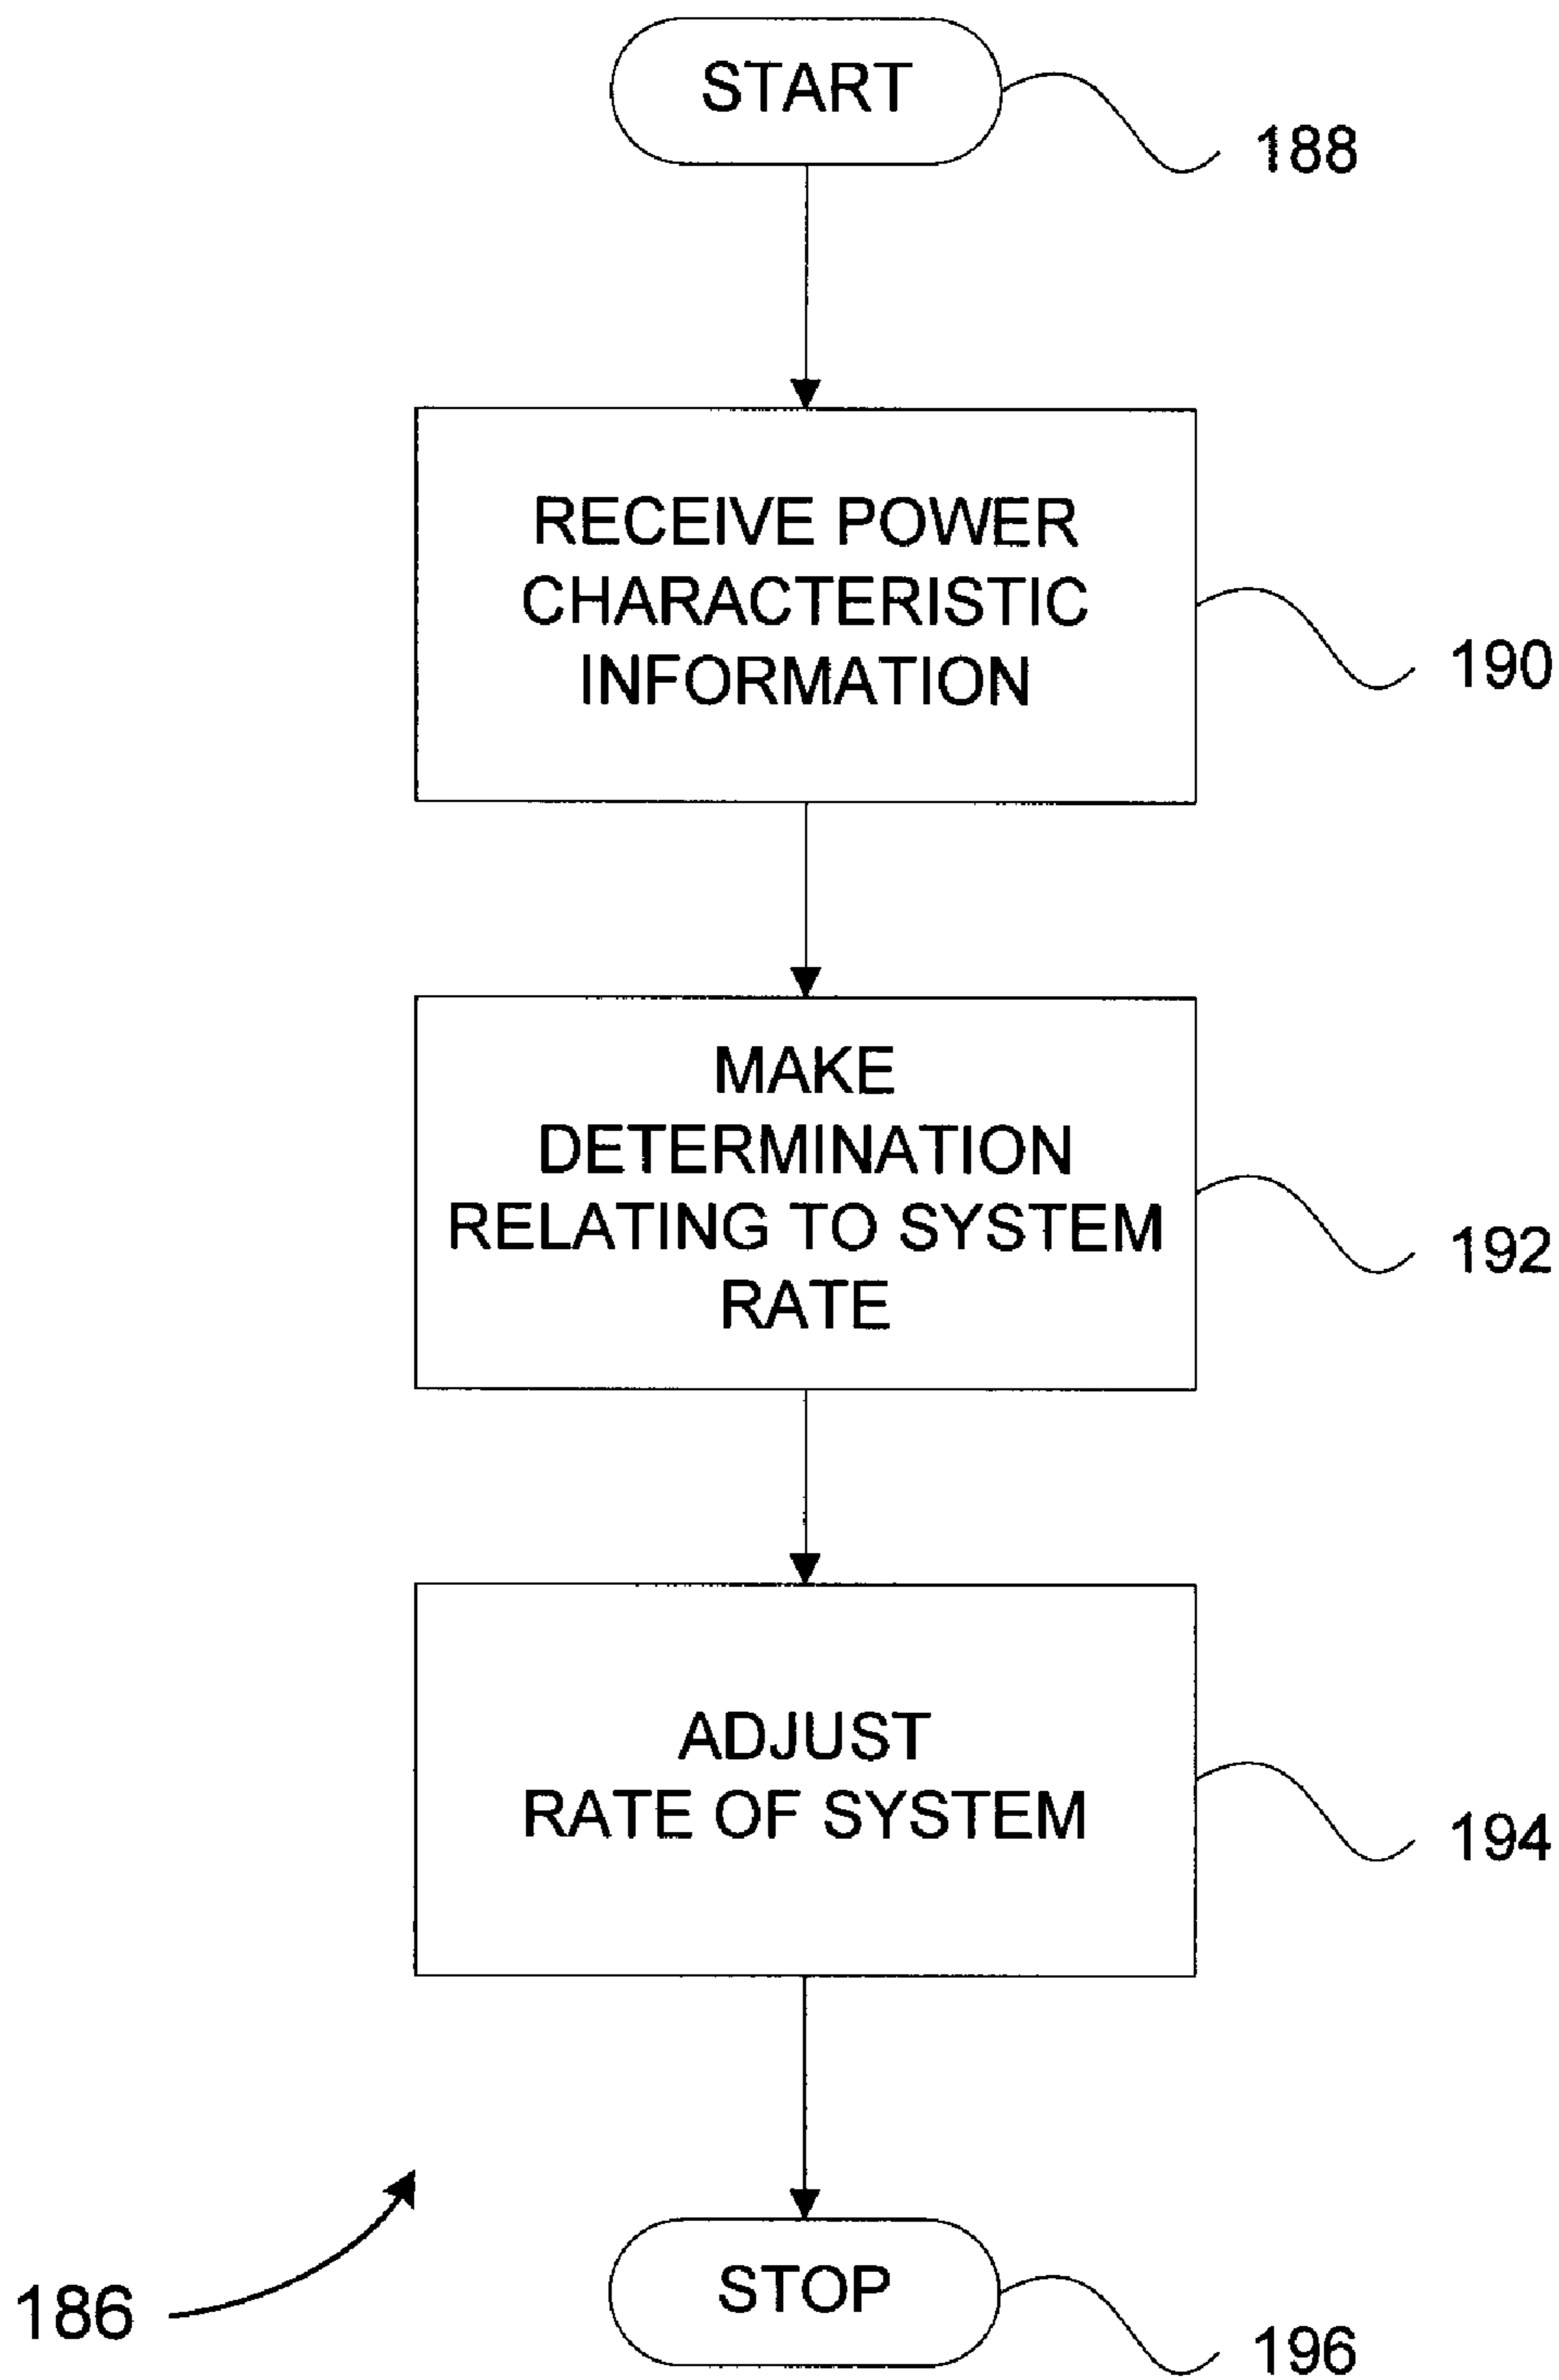 START
188
RECEIVE POWER
CHARACTERISTIC
INFORMATION
190
MAKE
DETERMINATION
RELATING TO SYSTEM
RATE
192
ADJUST
RATE OF SYSTEM
194
186
STOP
196